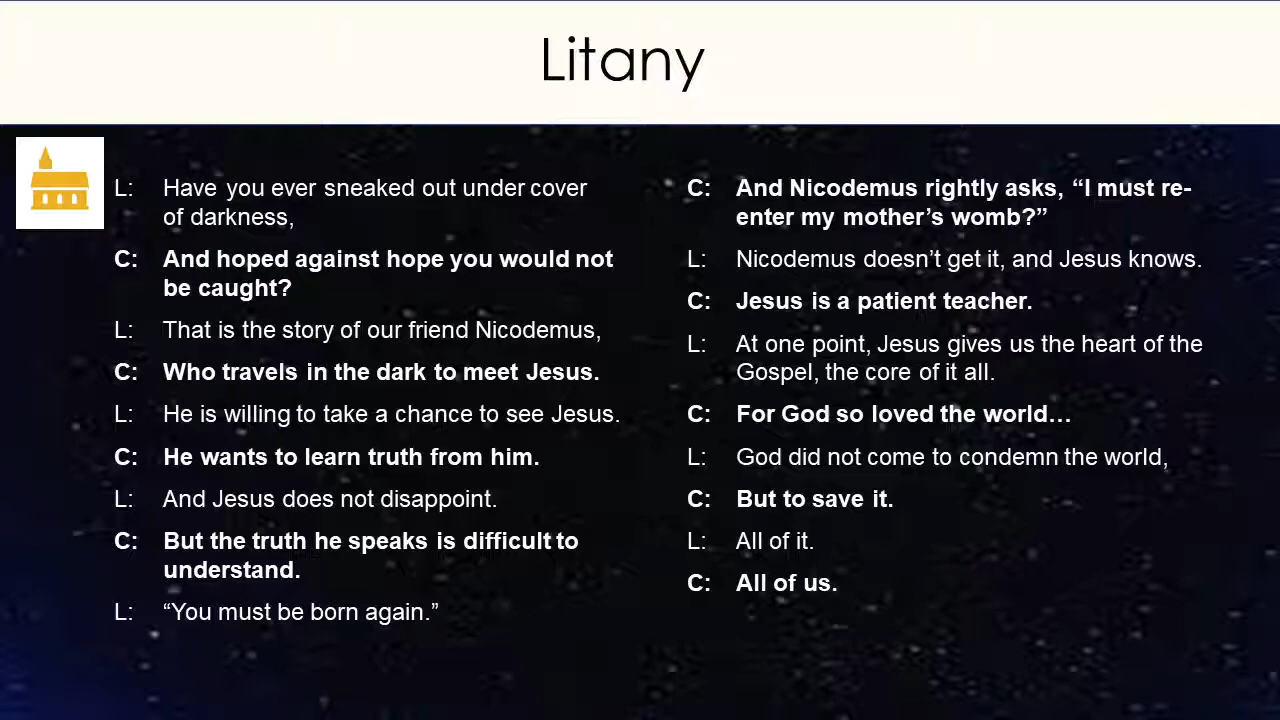 Litany
L: Have you ever sneaked out under cover
of darkness,
C: And hoped against hope you would not
be caught?
L: That is the story of our friend Nicodemus,
C: Who travels in the dark to meet Jesus.
L: He is willing to take a chance to see Jesus.
C: He wants to learn truth from him.
L: And Jesus does not disappoint.
C: But the truth he speaks is difficult to
understand.
L: “You must be born again.”
C: And Nicodemus rightly asks, “I must re-
enter my mother’s womb?”
L: Nicodemus doesn’t get it, and Jesus knows.
C: Jesus is a patient teacher.
L: At one point, Jesus gives us the heart of the
Gospel, the core of it all.
C: For God so loved the world…
L: God did not come to condemn the world,
C: But to save it.
L: All of it.
C: All of us.